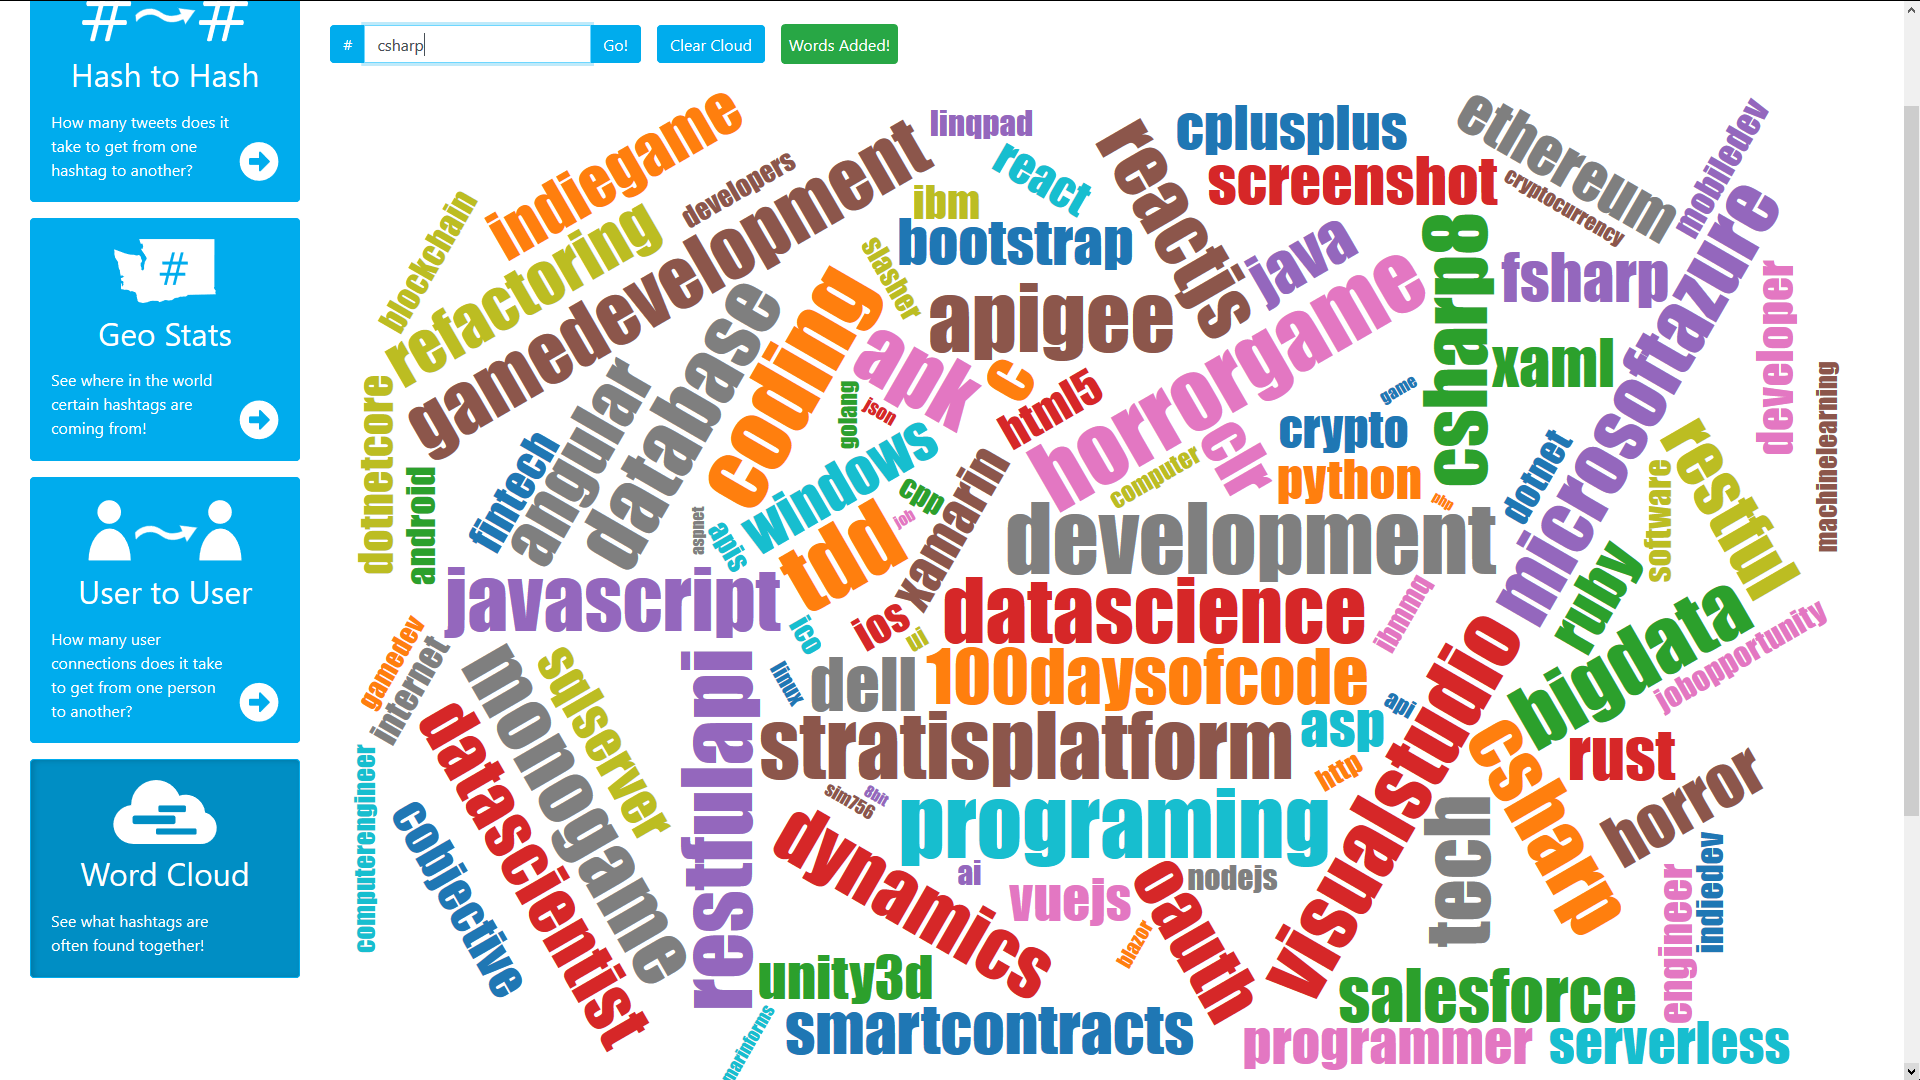 # #
Hash to Hash
How many tweets does it
take to get from one
hashtag to another?
#
Geo Stats
See where in the world
certain hashtags are
coming from!
User to User
How many user
connections does it take
to get from one person
to another?
Word Cloud
See what hashtags are
often found together!
# csharp Go! Clear Cloud Words Added!
indiegame
developers
gamedevelopment
linqpad
react
reactjs
cplusplus
screenshot
ethereum
cryptocurrency
mobiledev
blockchain
refactoring
ibm
bootstrap
slasher
java
csharp8
fsharp
microsoftazure
developer
database
coding
apigee
horrorgame
xaml
angular
apk
c
html5
game
machinelearning
dotnetcore
golang
json
crypto
clr
python
php
computer
dotnet
software
restful
android
fintech
windows
cpp
job
xamarin
aspnet
apis
tdd
development
ruby
javascript
ios
ui
ico
datascience
ibmmq
bigdata
jobopportunity
gamedev
internet
monogame
sqlserver
restfulapi
linux
dell
100daysofcode
api
asp
visualstudio
datascientist
stratisplatform
http
csharp
rust
horror
computerengineer
cobjective
sim756
8bit
programing
dynamics
tech
ai
vuejs
nodejs
oauth
blazor
engineer
indiedev
unity3d
salesforce
smartcontracts
programmer
serverless